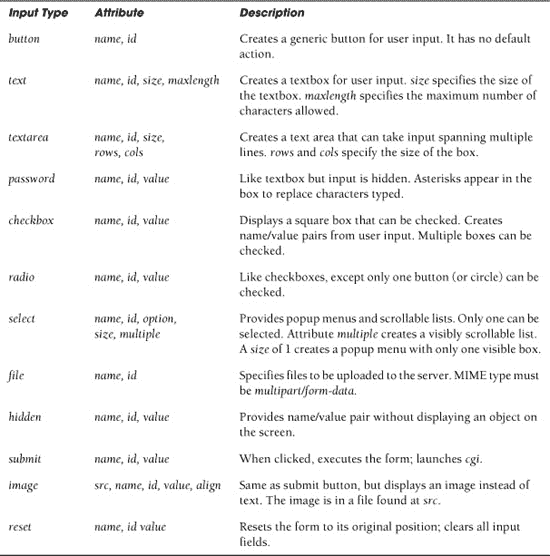 Input Type Attribute Description
button name, id Creates a generic button for user input. It has no default
action.
text name, id, size, maxlength Creates a textbox for user input. size specifies the size of
the textbox. maxlength specifies the maximum number of
characters allowed.
textarea name, id, size, Creates a text area that can take input spanning multiple
rows, cols lines. rows and cols specify the size of the box.
password name, id, value Like textbox but input is hidden. Asterisks appear in the
box to replace characters typed.
checkbox name, id, value Displays a square box that can be checked. Creates
name/value pairs from user input. Multiple boxes can be
checked.
radio name, id, value Like checkboxes, except only one button (or circle) can be
checked.
select name, id, option, Provides popup menus and scrollable lists. Only one can be
size, multiple selected. Attribute multiple creates a visibly scrollable list.
A size of 1 creates a popup menu with only one visible box.
file name, id Specifies files to be uploaded to the server. MIME type must
be multipart/form-data.
hidden name, id, value Provides name/value pair without displaying an object on
the screen.
submit name, id, value When clicked, executes the form; launches cgi.
image src, name, id, value, align Same as submit button, but displays an image instead of
text. The image is in a file found at src.
reset name, id value Resets the form to its original position; clears all input
fields.